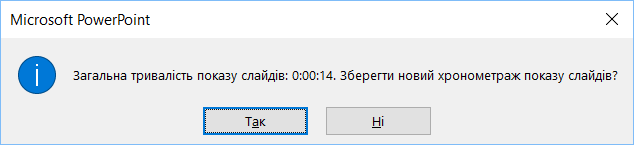 Microsoft PowerPoint
Загальна тривалість показу слайдів: 0:00:14. Зберегти новий хронометраж показу слайдів?
Так
Ні